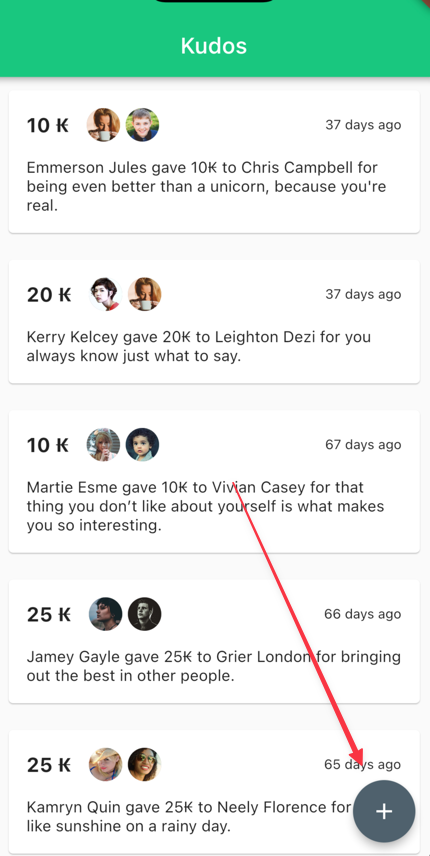 Kudos
10 ₭
37 days ago
Emmerson Jules gave 10₭ to Chris Campbell for
being even better than a unicorn, because you're
real.
20 ₭
37 days ago
Kerry Kelcey gave 20₭ to Leighton Dezi for you
always know just what to say.
10 ₭
67 days ago
Martie Esme gave 10₭ to Vivian Casey for that
thing you don’t like about yourself is what makes
you so interesting.
25 ₭
66 days ago
Jamey Gayle gave 25₭ to Grier London for bringing
out the best in other people.
25 ₭
65 days ago
Kamryn Quin gave 25₭ to Neely Florence for
like sunshine on a rainy day.